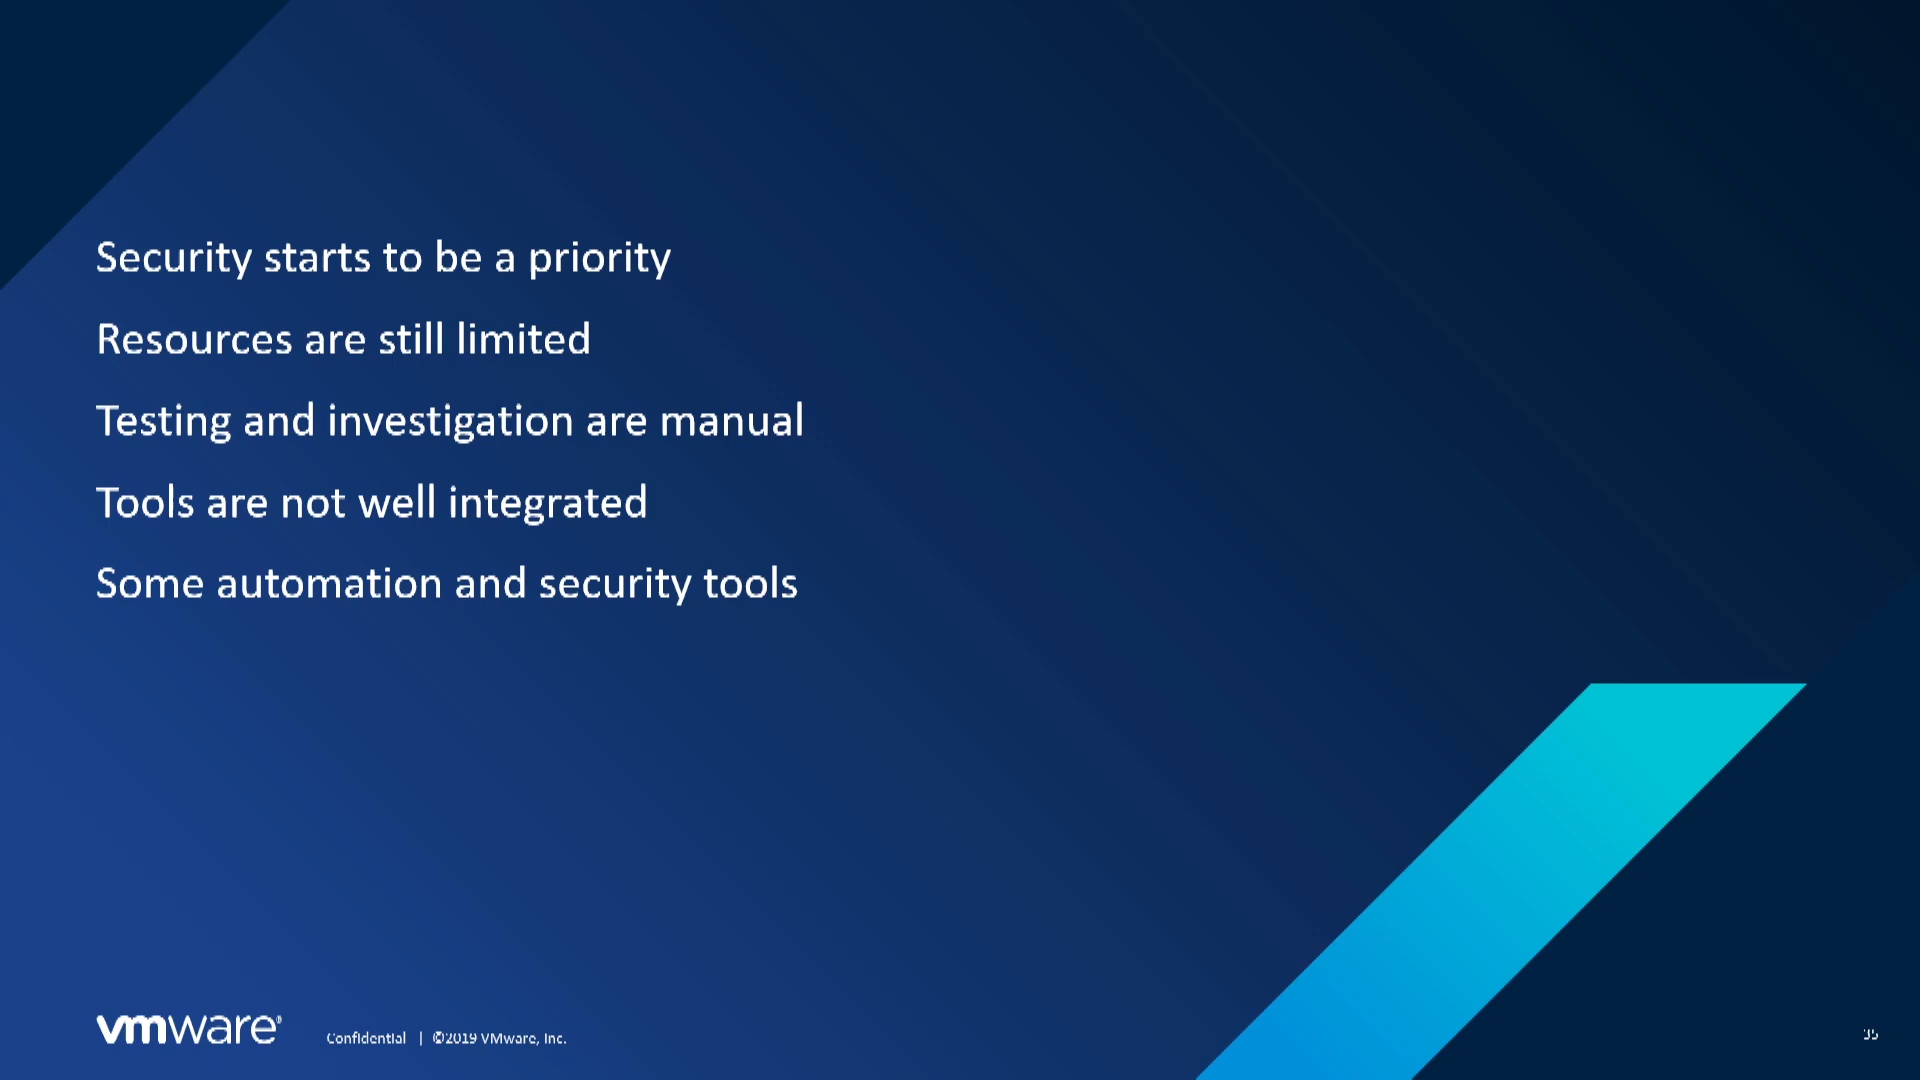 Security starts to be a priority
Resources are still limited
Testing and investigation are manual
Tools are not well integrated
Some automation and security tools
vmware®
Confidential | ©2019 VMware, Inc.
35